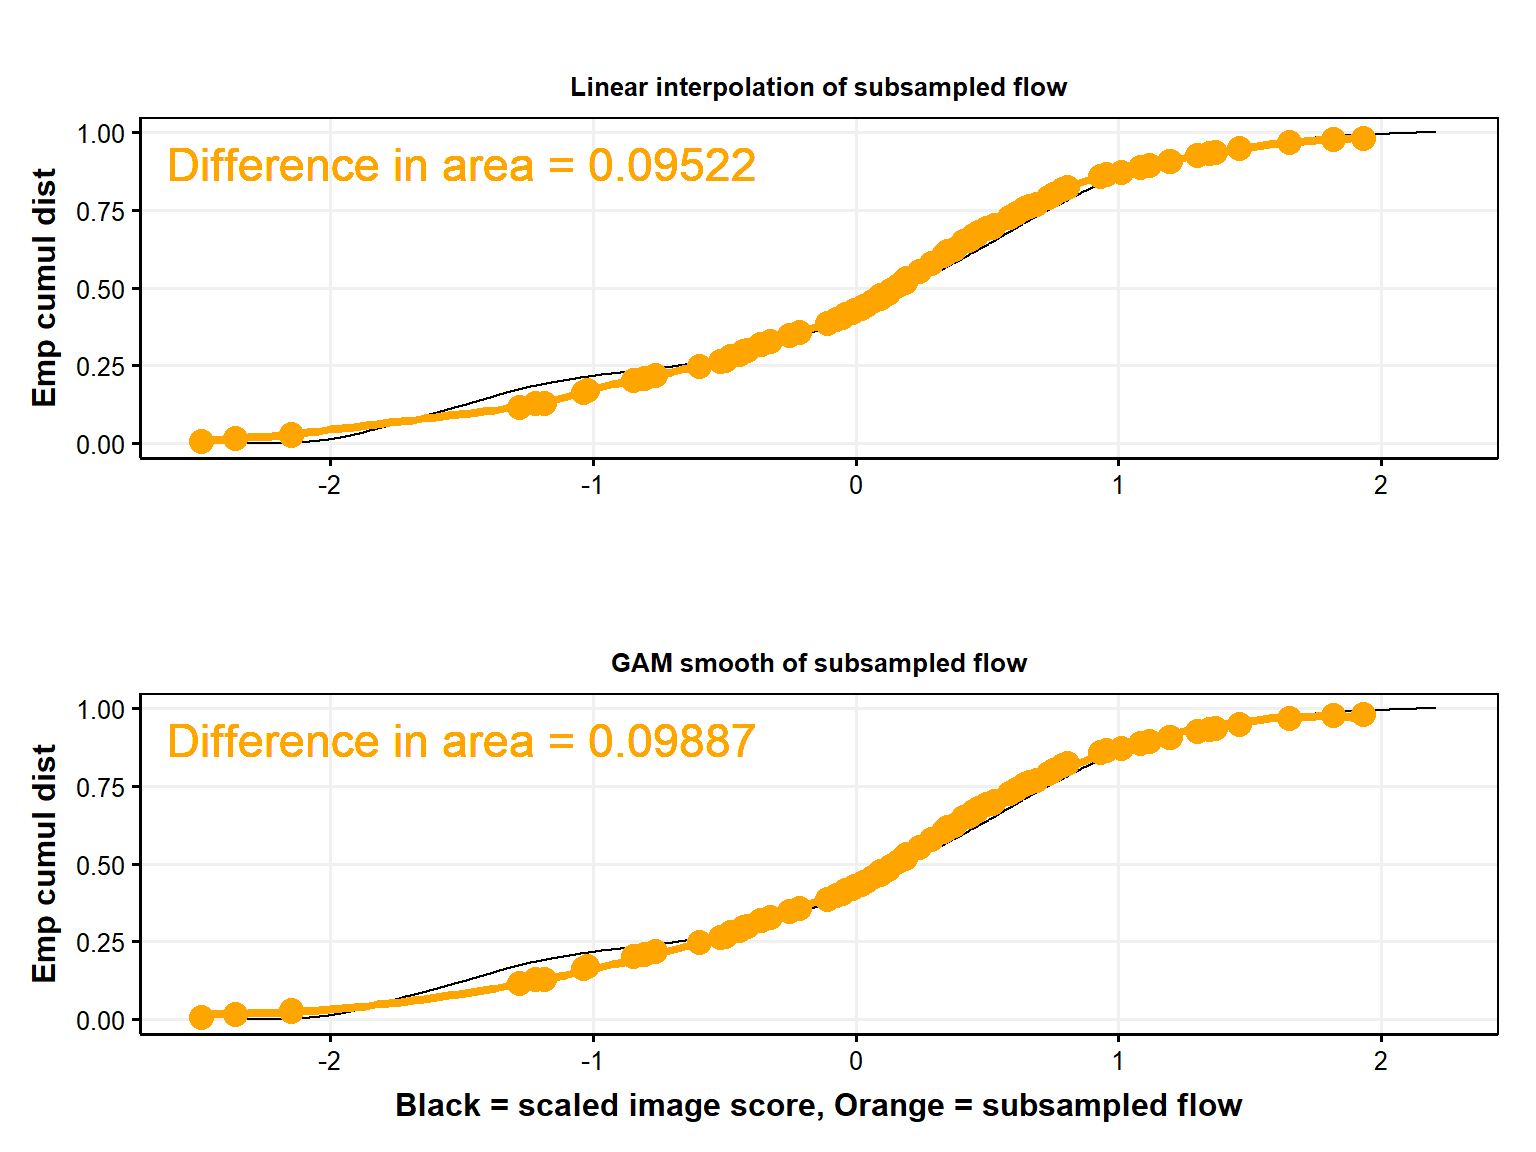 Linear interpolation of subsampled flow
Difference in area = 0.09522
Emp cumul dist
1.00
0.75
0.50
0.25
0.00
-2
-1
0
1
2
GAM smooth of subsampled flow
Difference in area = 0.09887
Emp cumul dist
1.00
0.75
0.50
0.25
0.00
-2
-1
0
1
2
Black = scaled image score, Orange = subsampled flow